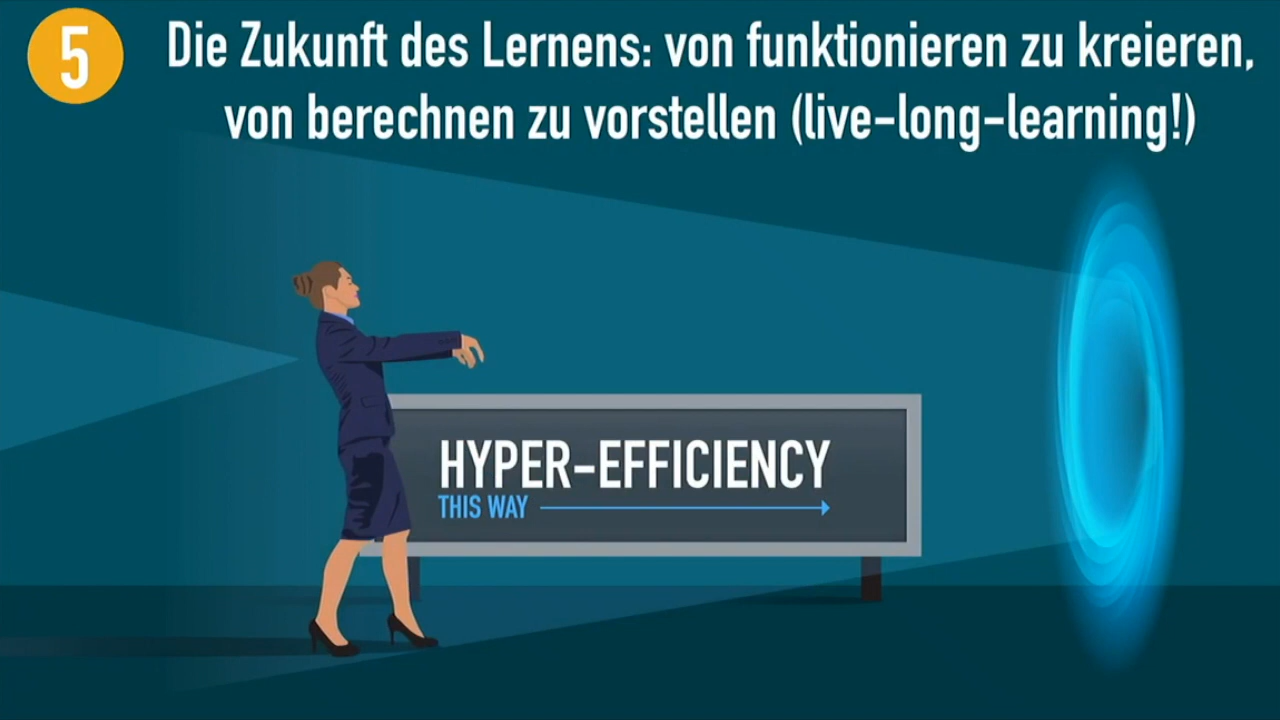 5
Die Zukunft des Lernens: von funktionieren zu kreieren,
von berechnen zu vorstellen (live-long-learning!)
HYPER-EFFICIENCY
THIS WAY